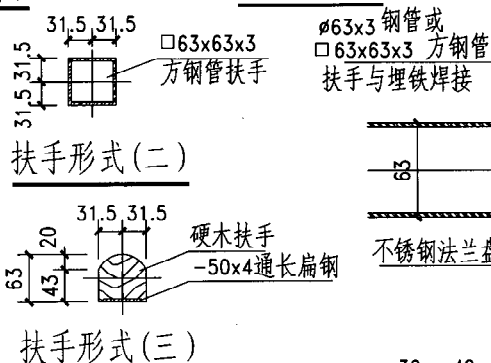 31.5 31.5
□63x63x3
方钢管扶手
31.5 31.5
扶手形式(二)
ø63x3 钢管或
□63x63x3 方钢管
扶手与埋铁焊接
63
不锈钢法兰盘
31.5 31.5
20
63
43
硬木扶手
-50x4通长扁钢
扶手形式(三)